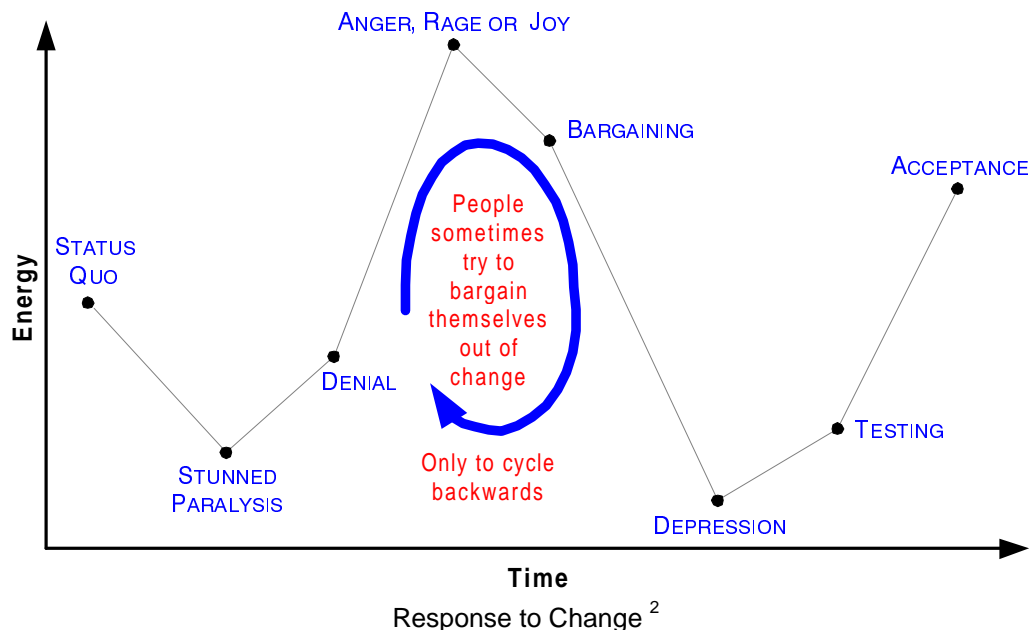 ANGER, RAGE OR JOY
BARGAINING
ACCEPTANCE
STATUS
QUO
People
sometimes
try to
bargain
themselves
out of
change
Energy
DENIAL
STUNNED
PARALYSIS
Only to cycle
backwards
TESTING
DEPRESSION
Time
Response to Change 2